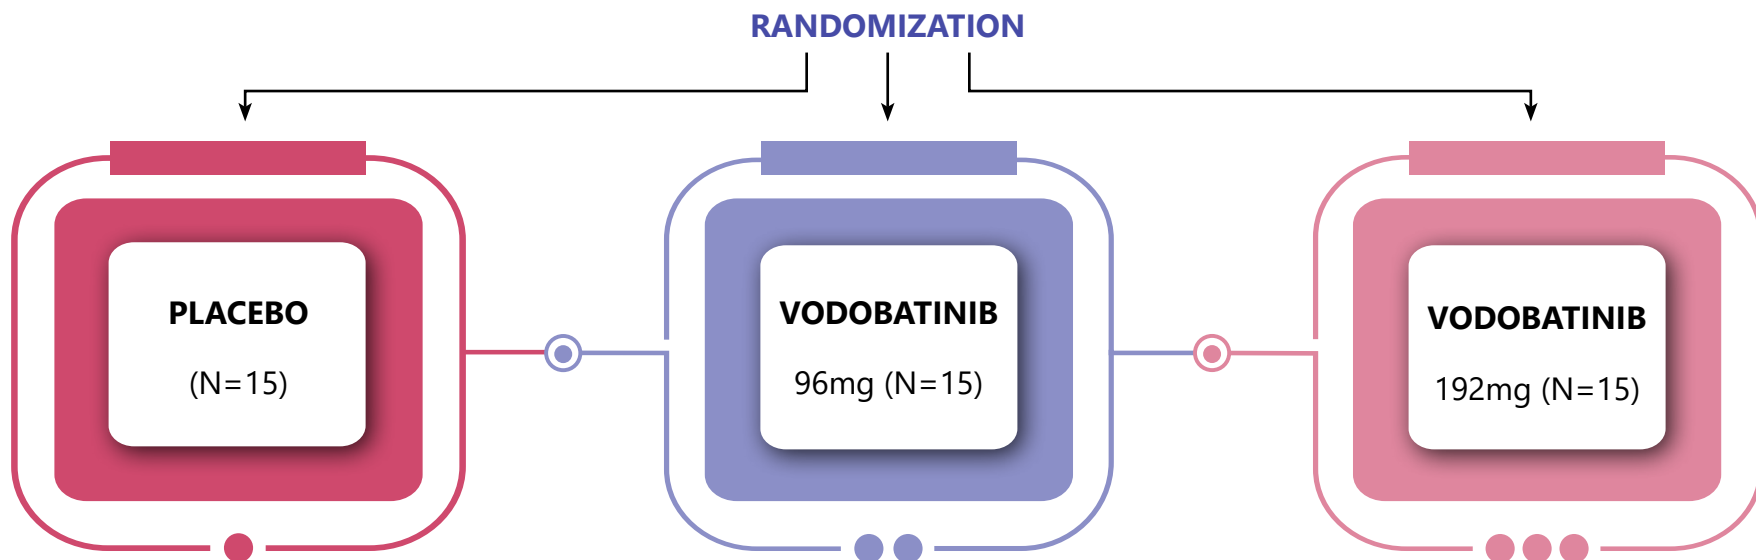 RANDOMIZATION
PLACEBO
(N=15)
VODOBATINIB
96mg (N=15)
VODOBATINIB
192mg (N=15)